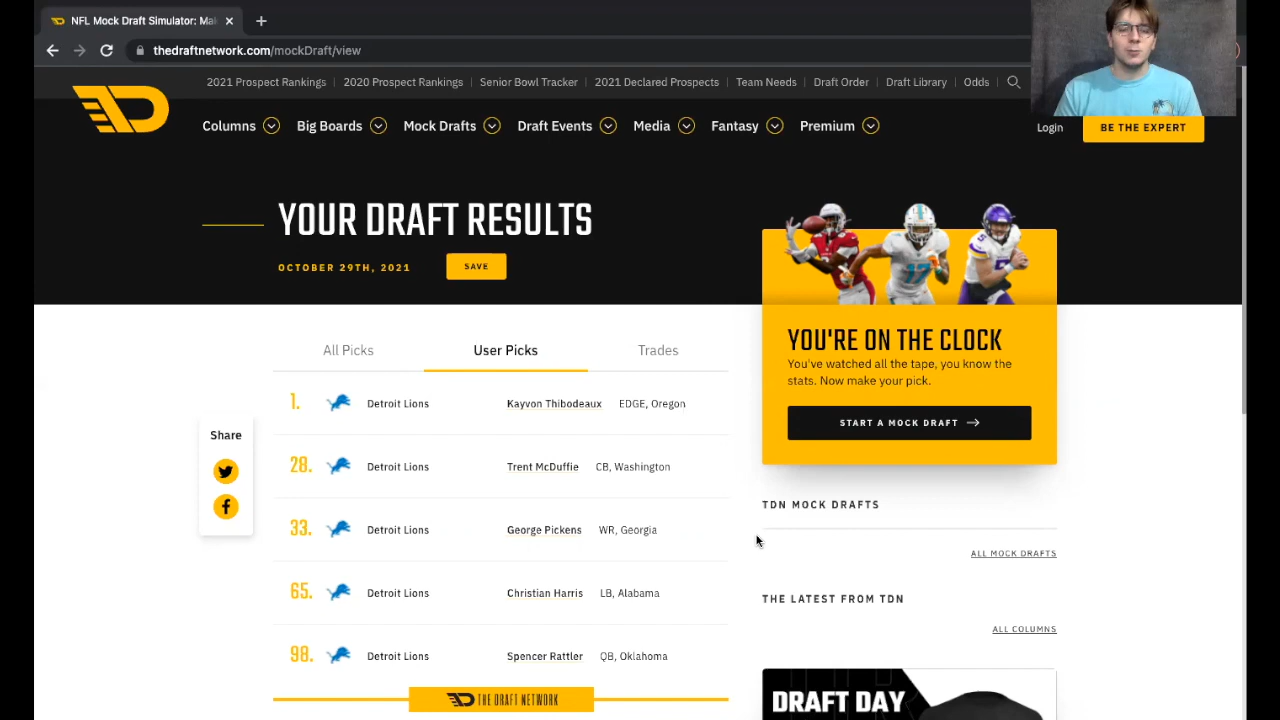 NFL Mock Draft Simulator: Mak
thedraftnetwork.com/mockDraft/view
2021 Prospect Rankings 2020 Prospect Rankings Senior Bowl Tracker 2021 Declared Prospects Team Needs Draft Order Draft Library Odds
Columns Big Boards Mock Drafts Draft Events Media Fantasy Premium Login BE THE EXPERT
YOUR DRAFT RESULTS
OCTOBER 29TH, 2021 SAVE
All Picks User Picks Trades
1. Detroit Lions Kayvon Thibodeaux EDGE, Oregon
28. Detroit Lions Trent McDuffie CB, Washington
33. Detroit Lions George Pickens WR, Georgia
65. Detroit Lions Christian Harris LB, Alabama
98. Detroit Lions Spencer Rattler QB, Oklahoma
THE DRAFT NETWORK
Share
YOU'RE ON THE CLOCK
You've watched all the tape, you know the
stats. Now make your pick.
START A MOCK DRAFT
TDN MOCK DRAFTS
ALL MOCK DRAFTS
THE LATEST FROM TDN
ALL COLUMNS
DRAFT DAY